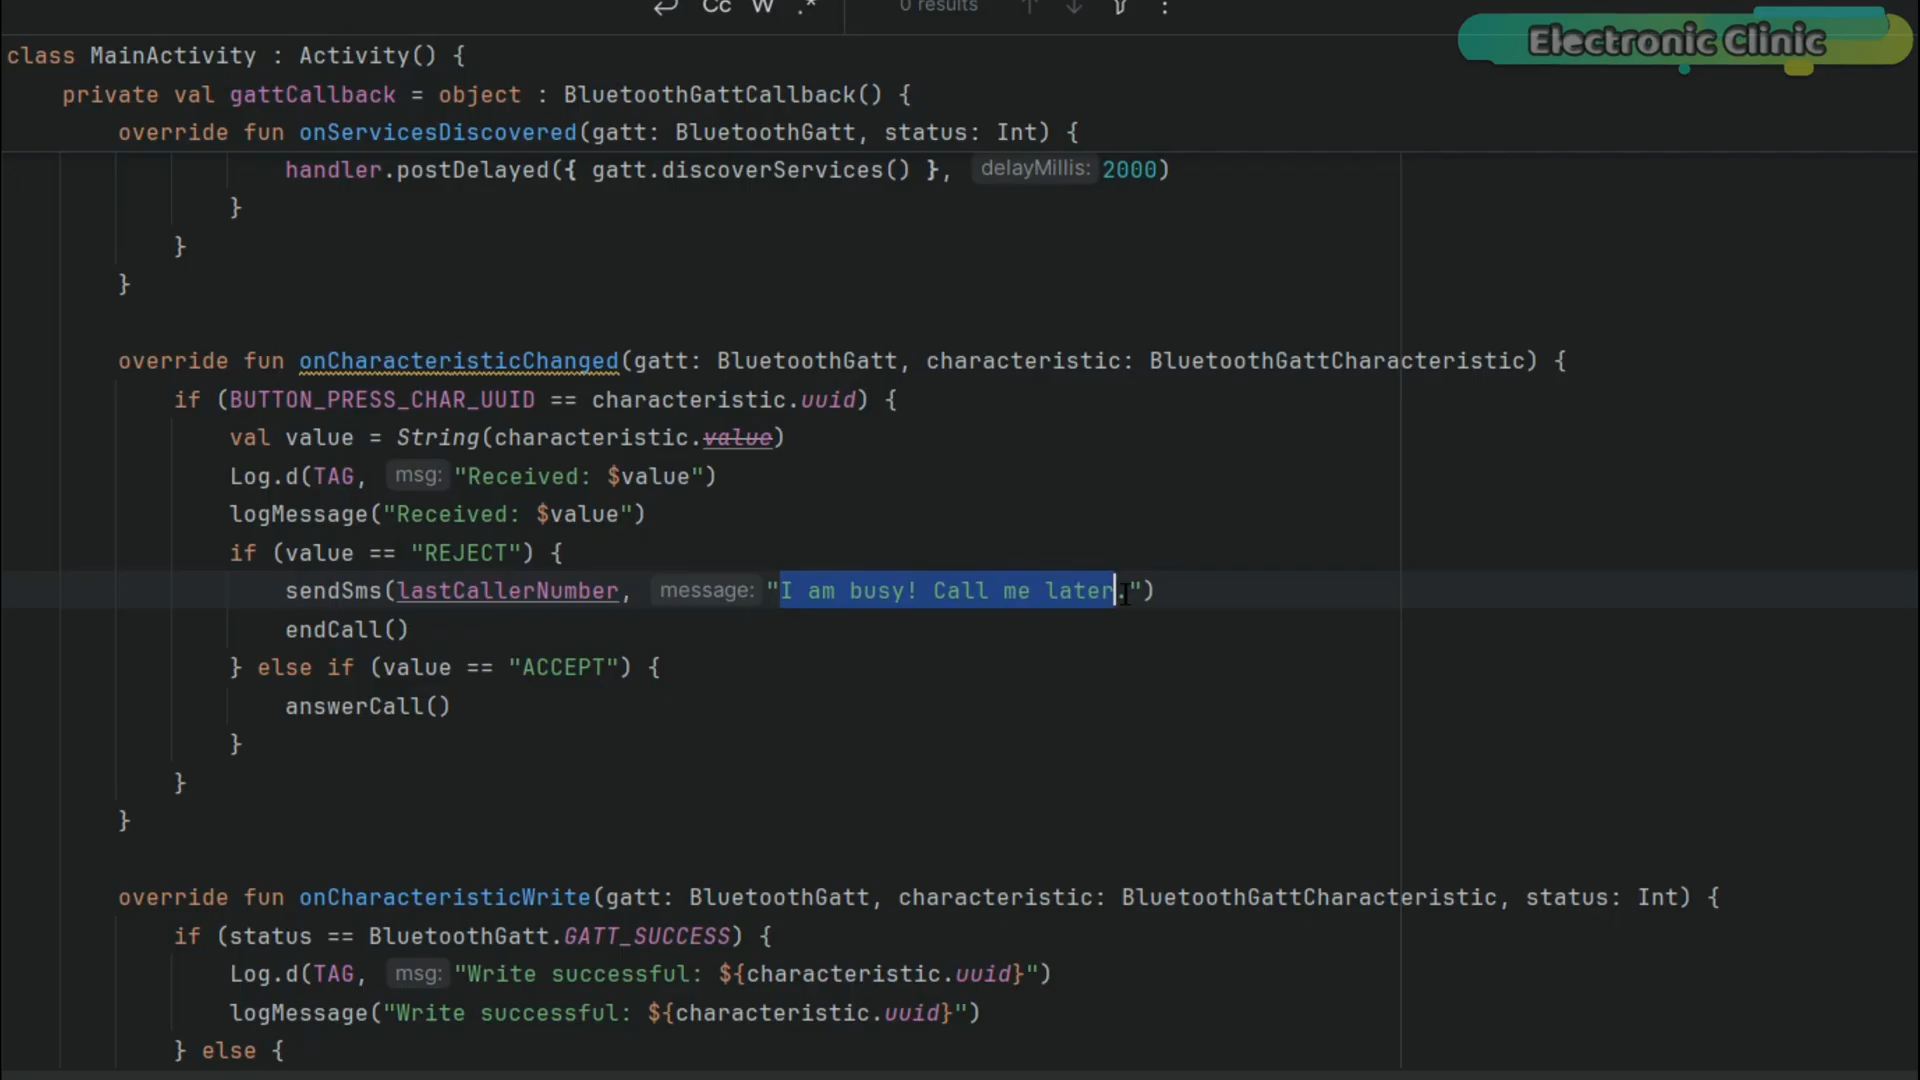 Cc W .* 0 results
Electronic Clinic
class MainActivity : Activity() {
private val gattCallback = object : BluetoothGattCallback() {
override fun onServicesDiscovered(gatt: BluetoothGatt, status: Int) {
handler.postDelayed({ gatt.discoverServices() }, delayMillis: 2000)
}
}
}
override fun onCharacteristicChanged(gatt: BluetoothGatt, characteristic: BluetoothGattCharacteristic) {
if (BUTTON_PRESS_CHAR_UUID == characteristic.uuid) {
val value = String(characteristic.value)
Log.d(TAG, msg: "Received: $value")
logMessage("Received: $value")
if (value == "REJECT") {
sendSms(lastCallerNumber, message: "I am busy! Call me later.")
endCall()
} else if (value == "ACCEPT") {
answerCall()
}
}
}
override fun onCharacteristicWrite(gatt: BluetoothGatt, characteristic: BluetoothGattCharacteristic, status: Int) {
if (status == BluetoothGatt.GATT_SUCCESS) {
Log.d(TAG, msg: "Write successful: ${characteristic.uuid}")
logMessage("Write successful: ${characteristic.uuid}")
} else {